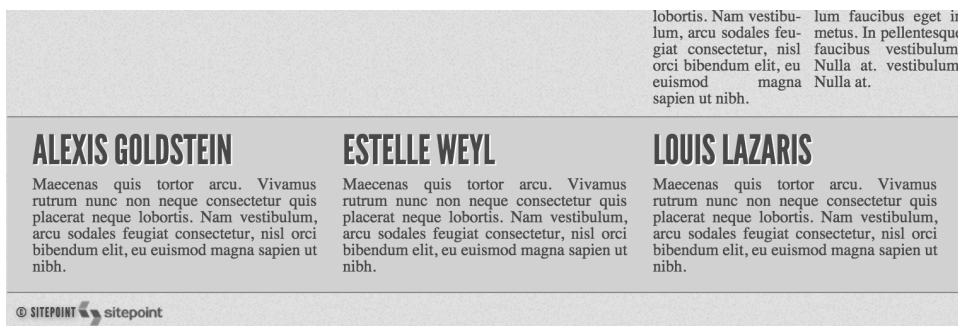 lobortis. Nam vestibu-
lum, arcu sodales feu-
giat consectetur, nisl
orci bibendum elit, eu
euismod magna
sapien ut nibh.
lum faucibus eget in
metus. In pellentesque
faucibus vestibulum.
Nulla at. vestibulum
Nulla at.
ALEXIS GOLDSTEIN
Maecenas quis tortor arcu. Vivamus
rutrum nunc non neque consectetur quis
placerat neque lobortis. Nam vestibulum,
arcu sodales feugiat consectetur, nisl orci
bibendum elit, eu euismod magna sapien ut
nibh.
ESTELLE WEYL
Maecenas quis tortor arcu. Vivamus
rutrum nunc non neque consectetur quis
placerat neque lobortis. Nam vestibulum,
arcu sodales feugiat consectetur, nisl orci
bibendum elit, eu euismod magna sapien ut
nibh.
LOUIS LAZARIS
Maecenas quis tortor arcu. Vivamus
rutrum nunc non neque consectetur quis
placerat neque lobortis. Nam vestibulum,
arcu sodales feugiat consectetur, nisl orci
bibendum elit, eu euismod magna sapien ut
nibh.
© SITEPOINT sitepoint